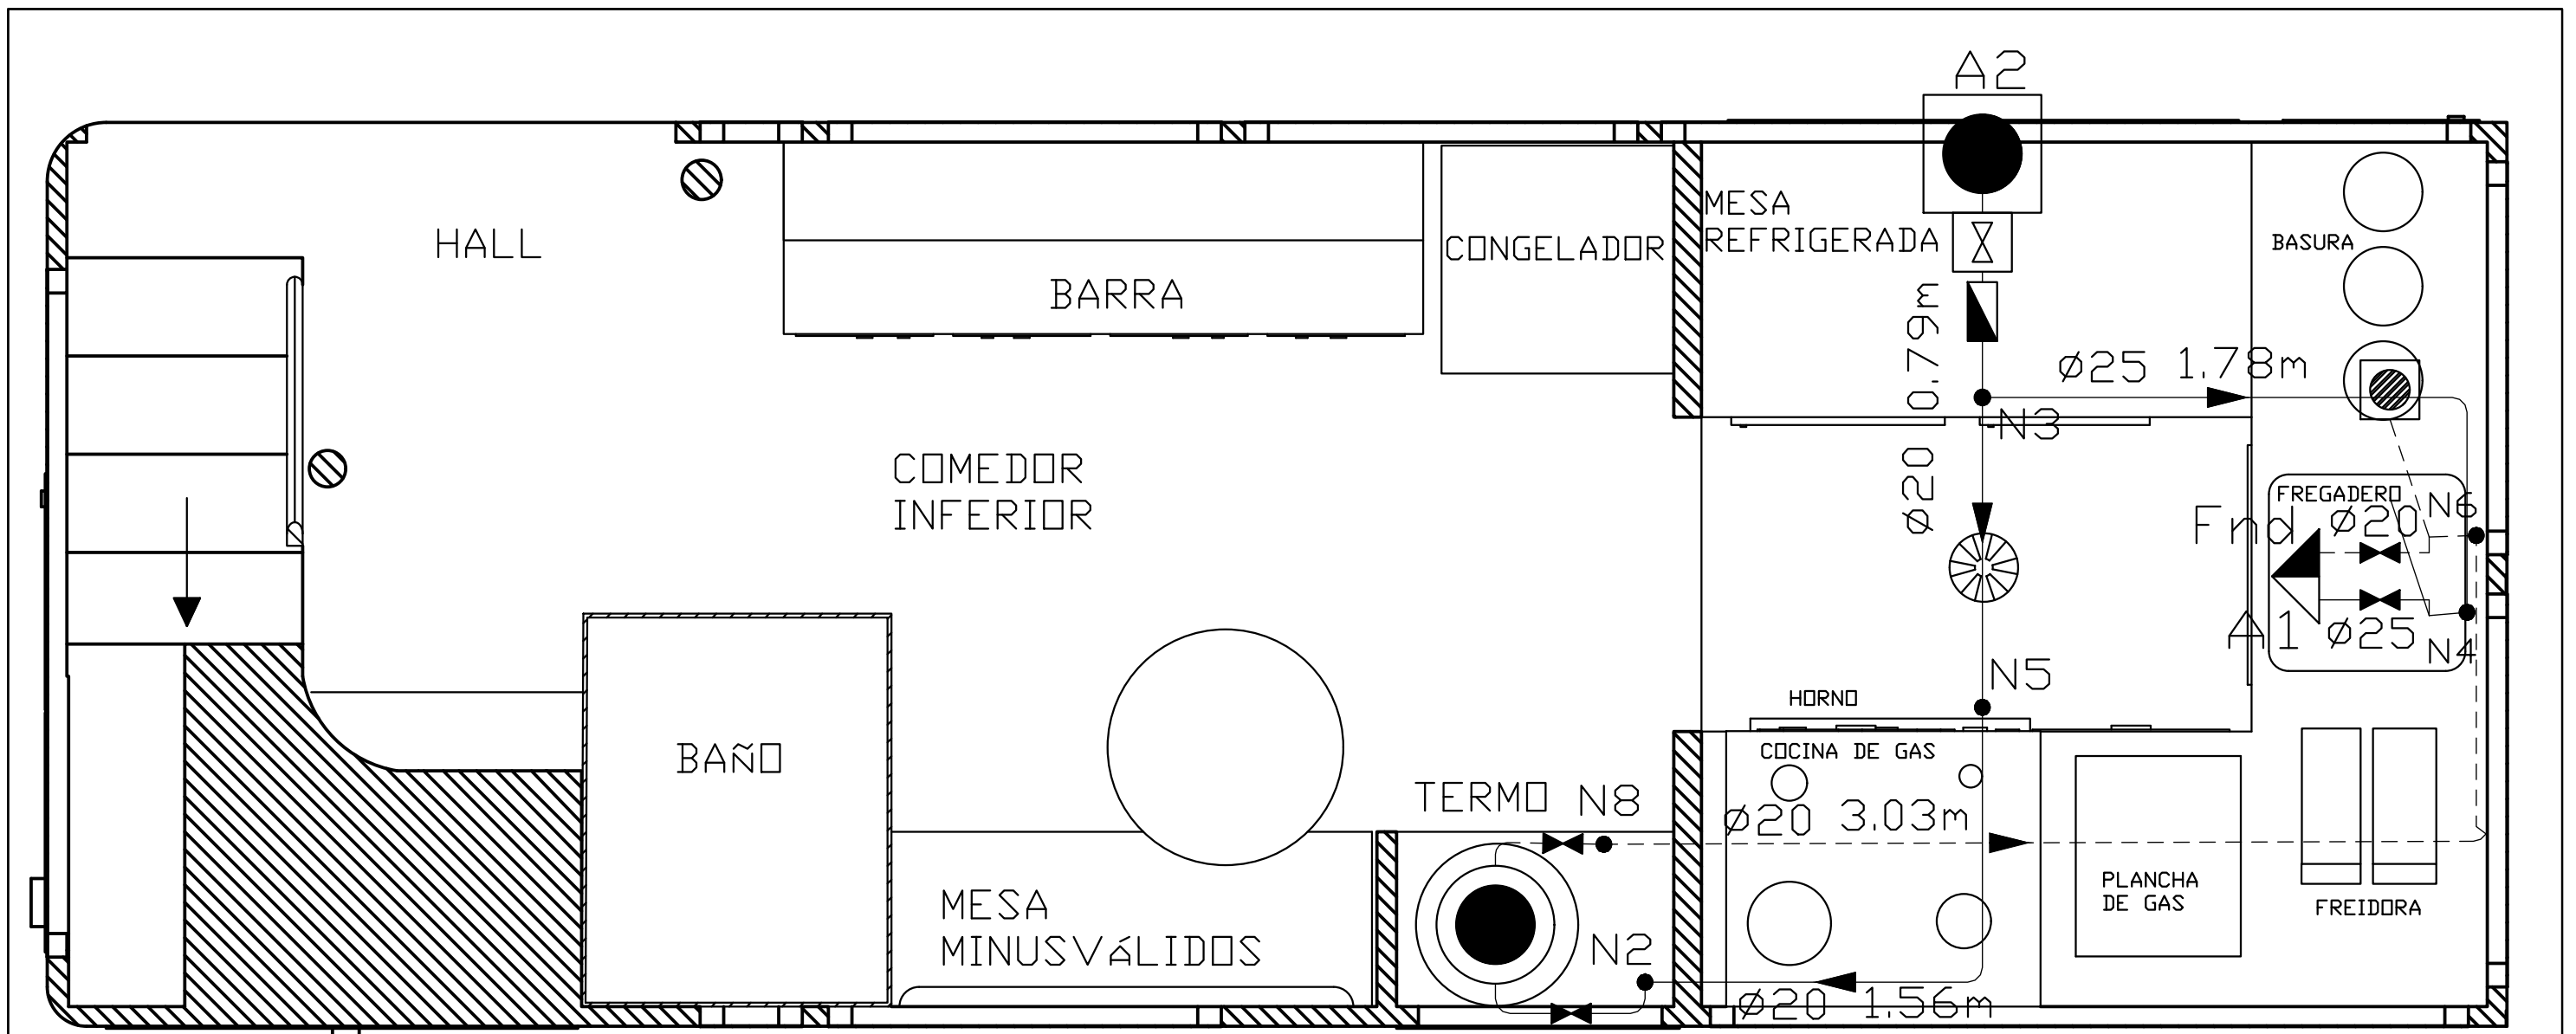 A2
HALL
BARRA
CONGELADOR
MESA
REFRIGERADA
BASURA
0.79m
ø20
ø25 1.78m
N3
COMEDOR
INFERIOR
FREGADERO
N6
Fnd
ø20
A1
ø25
N4
N5
HORNO
COCINA DE GAS
BAÑO
TERMO
N8
ø20 3.03m
PLANCHA
DE GAS
FREIDORA
MESA
MINUSVáLIDOS
N2
ø20 1.56m